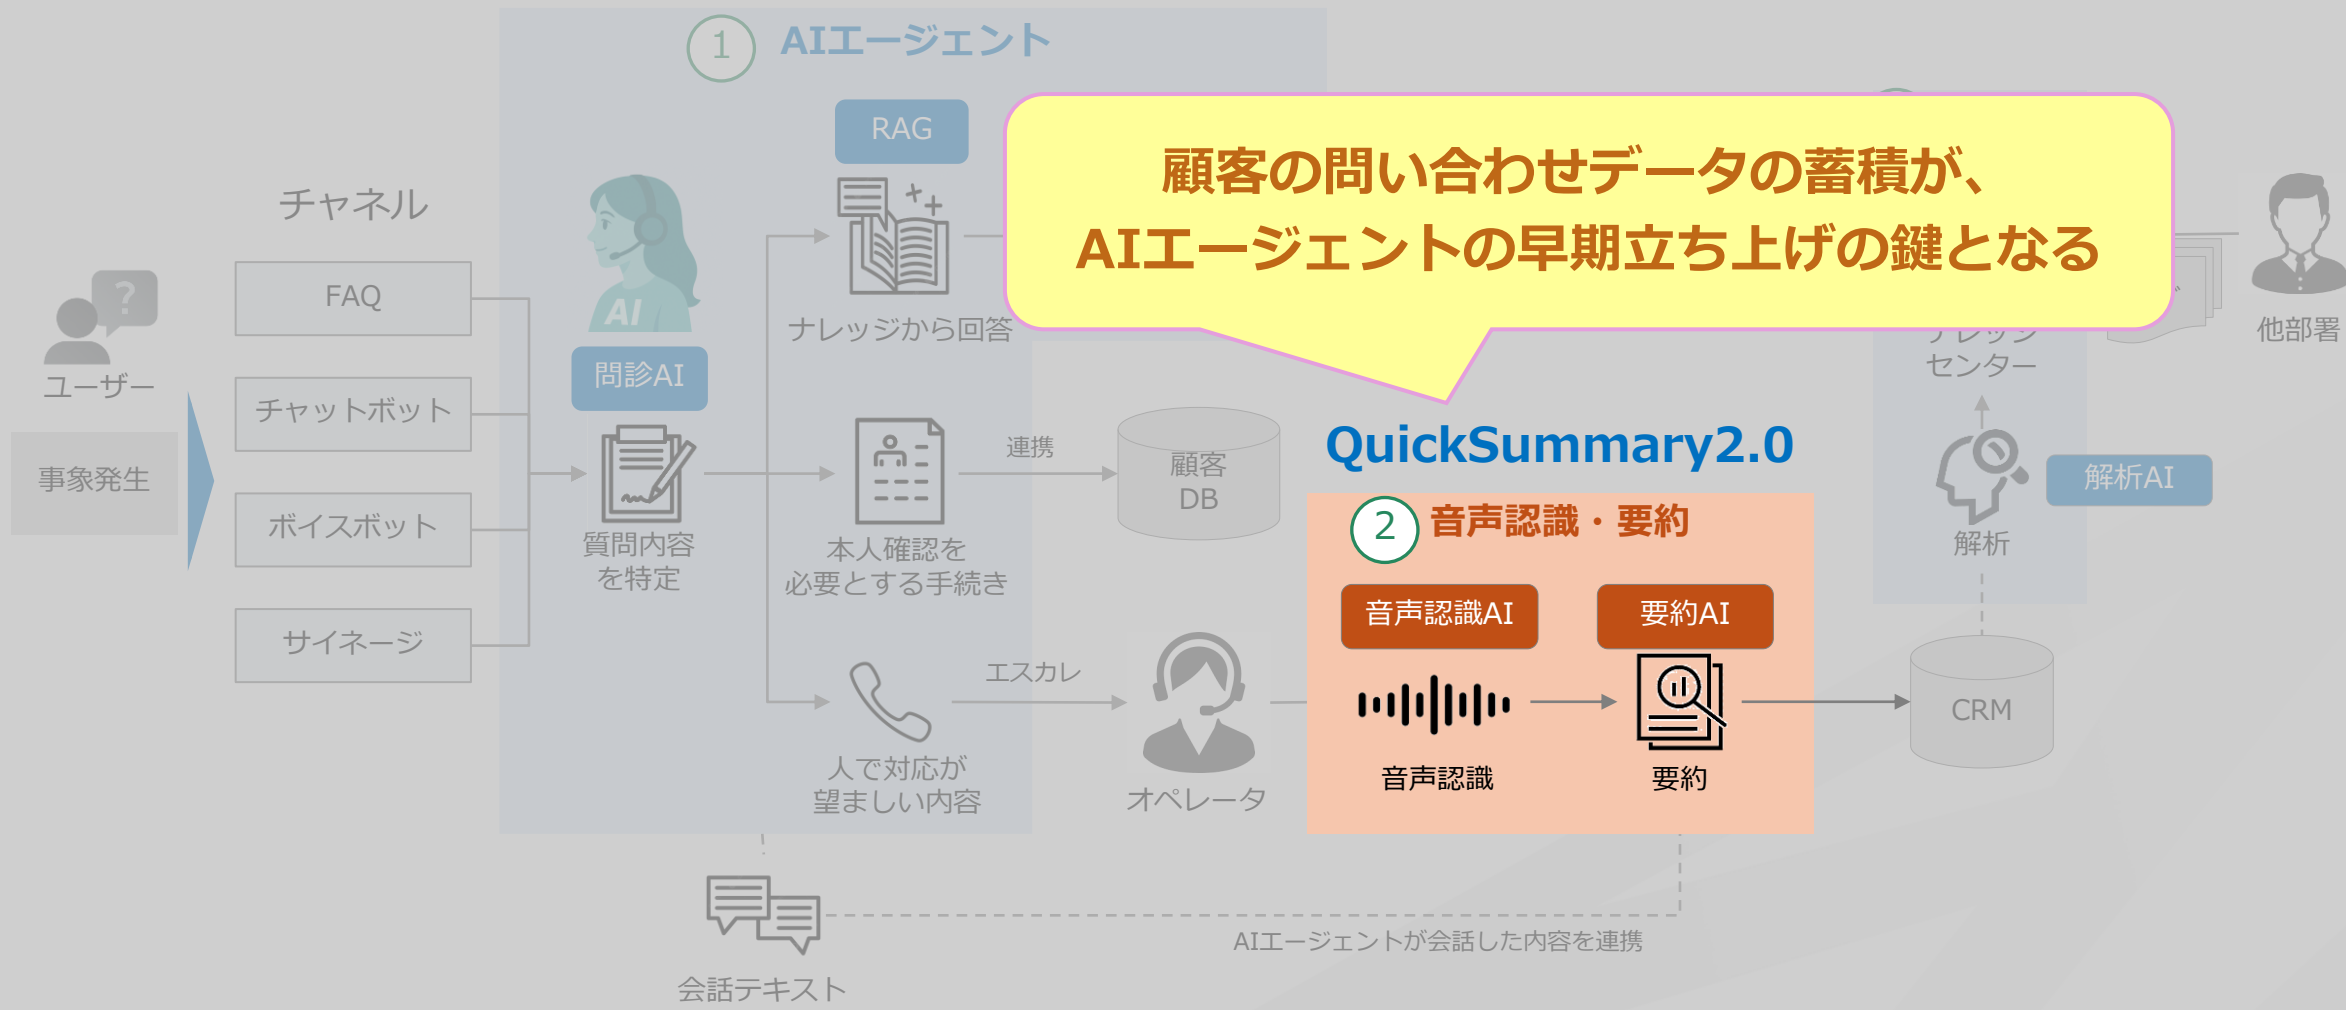 1
AIエージェント
RAG
顧客の問い合わせデータの蓄積が、
AIエージェントの早期立ち上げの鍵となる
チャネル
FAQ
チャットボット
ボイスボット
サイネージ
?
ユーザー
事象発生
AI
問診AI
質問内容
を特定
ナレッジから回答
本人確認を
必要とする手続き
連携
顧客
DB
人で対応が
望ましい内容
エスカレ
オペレータ
QuickSummary2.0
2
音声認識・要約
音声認識AI
要約AI
音声認識
要約
CRM
解析
解析AI
ナレッジ
センター
他部署
会話テキスト
AIエージェントが会話した内容を連携